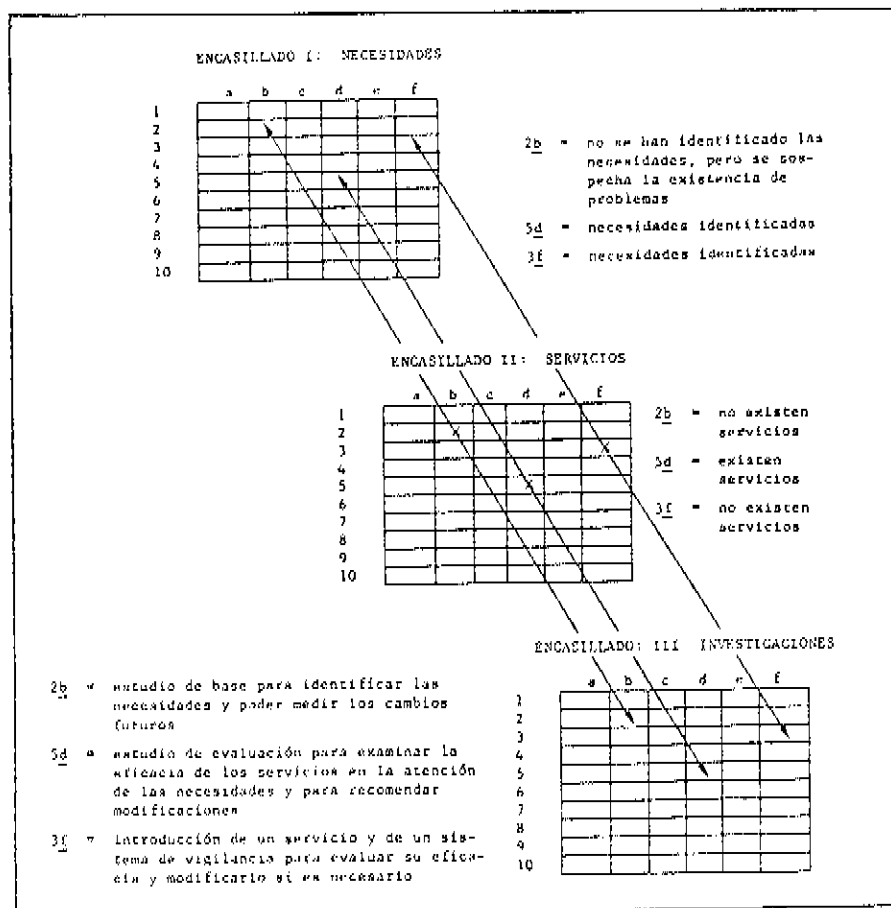 ENCASILLADO I: NECESIDADES
a b c d e f
1
2
3
4
5
6
7
8
9
10
2b = no se han identificado las
necesidades, pero se sos-
pecha la existencia de
problemas
5d = necesidades identificadas
3f = necesidades identificadas
ENCASILLADO II: SERVICIOS
a b c d e f
1
2
3
4
5
6
7
8
9
10
2b = no existen
servicios
5d = existen
servicios
3f = no existen
servicios
ENCASILLADO: III INVESTIGACIONES
a b c d e f
1
2
3
4
5
6
7
8
9
10
2b = estudio de base para identificar las
necesidades y poder medir los cambios
futuros
5d = estudio de evaluación para examinar la
eficacia de los servicios en la atención
de las necesidades y para recomendar
modificaciones
3f = introducción de un servicio y de un sis-
tema de vigilancia para evaluar su efica-
cia y modificarlo si es necesario